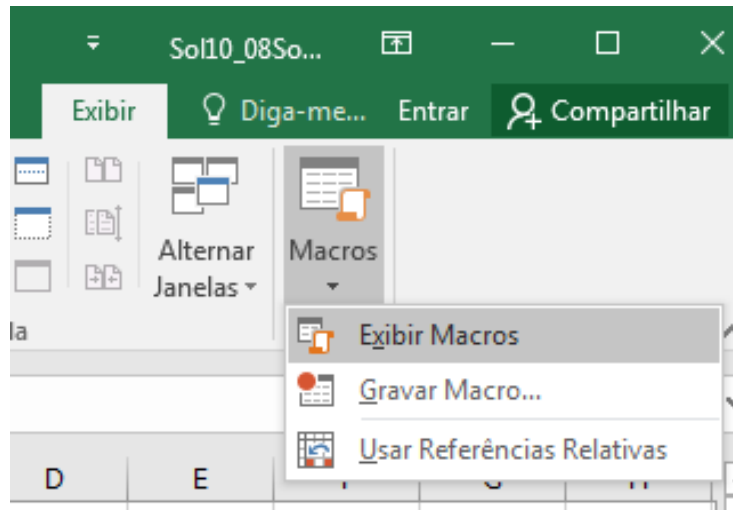 Sol10_08So...
Exibir Diga-me... Entrar Compartilhar
Alternar
Janelas
Macros
la
Exibir Macros
Gravar Macro...
Usar Referências Relativas
D E